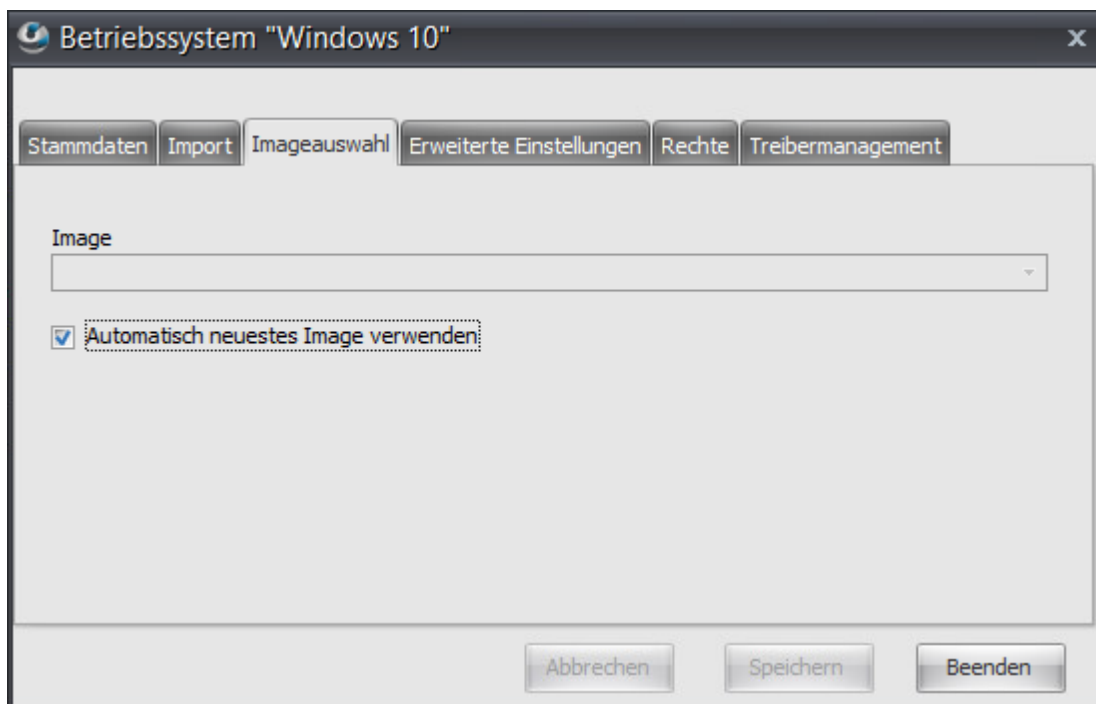 Betriebssystem "Windows 10"
x
Stammdaten Import Imageauswahl Erweiterte Einstellungen Rechte Treibermanagement
Image
Automatisch neuestes Image verwenden
Abbrechen Speichern Beenden